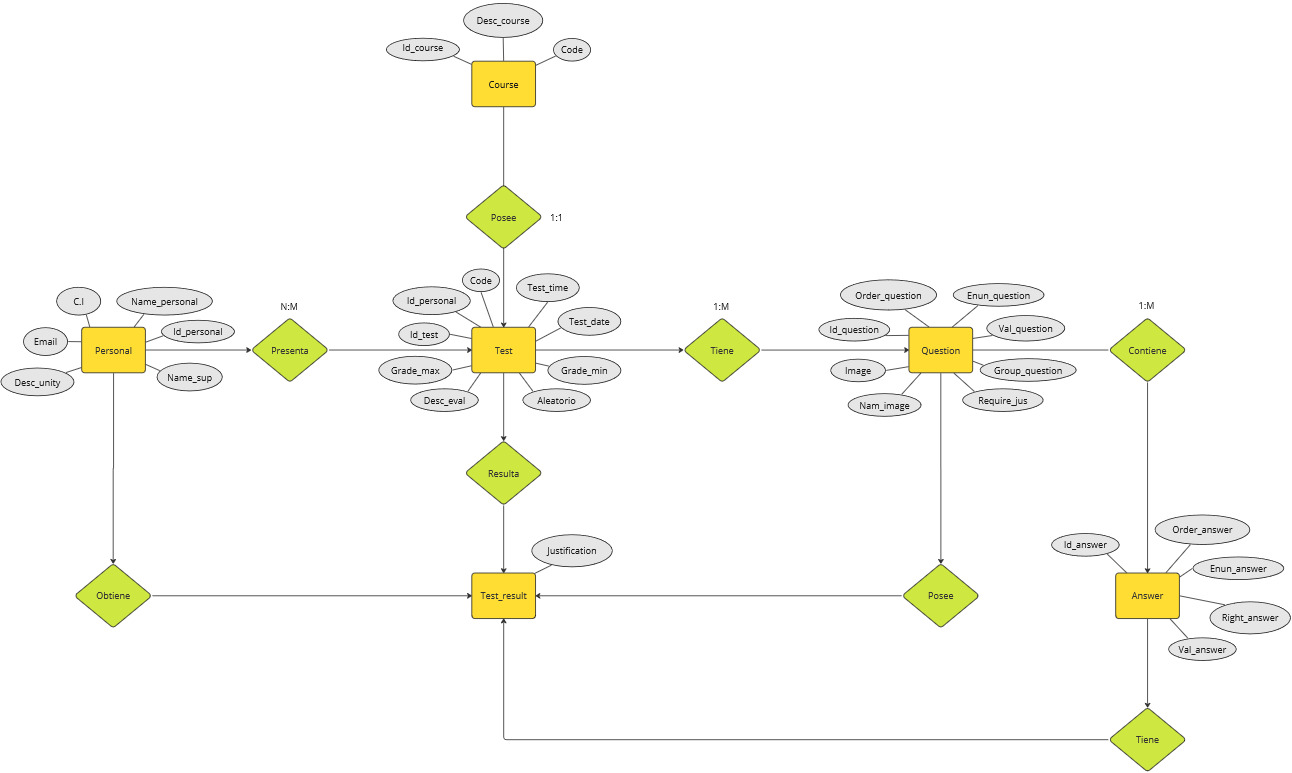 Desc_course
Id_course
Code
Course
Posee
1:1
Code
Test_time
Id_personal
Test_date
Id_test
Test
Grade_max
Grade_min
Desc_eval
Aleatorio
C.I
Name_personal
Email
Id_personal
Personal
Desc_unity
Name_sup
N:M
Presenta
1:M
Tiene
Order_question
Enun_question
Id_question
Val_question
Question
Image
Group_question
Nam_image
Require_jus
1:M
Contiene
Resulta
Justification
Obtiene
Test_result
Posee
Order_answer
Id_answer
Enun_answer
Answer
Right_answer
Val_answer
Tiene